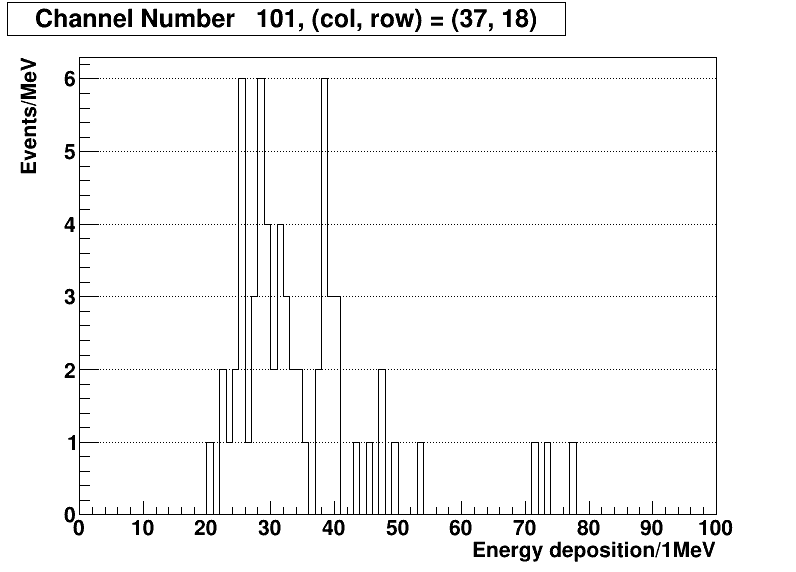 Channel Number 101, (col, row) = (37, 18)
Events/MeV
6
5
4
3
2
1
0
0 10 20 30 40 50 60 70 80 90 100
Energy deposition/1MeV